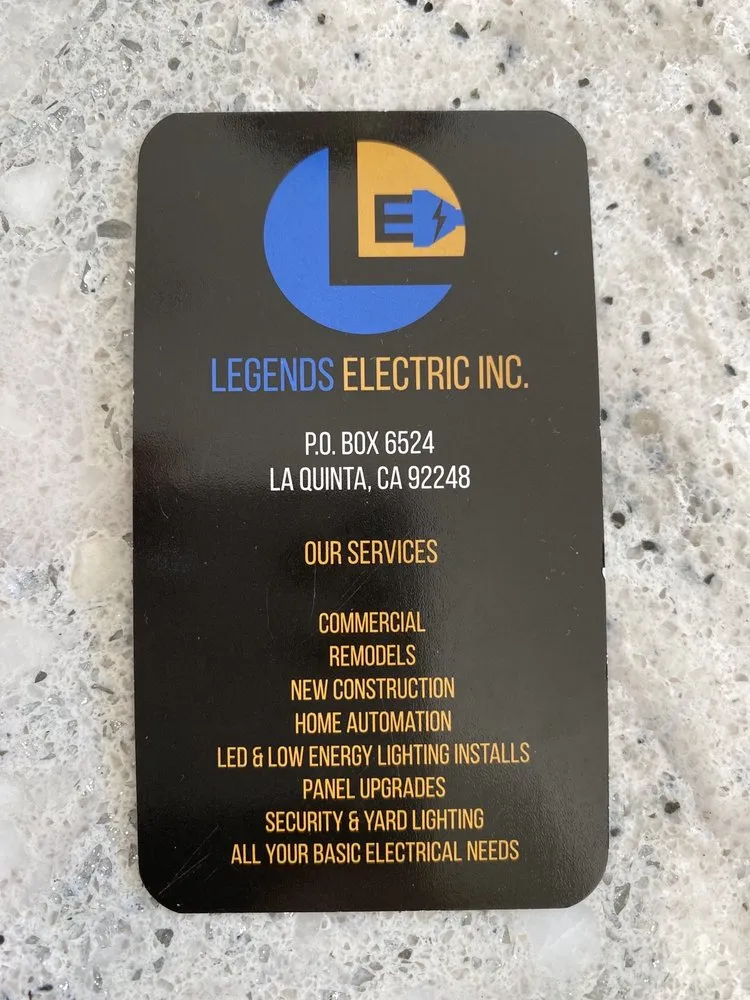 LE
LEGENDS ELECTRIC INC.
P.O. BOX 6524
LA QUINTA, CA 92248
OUR SERVICES
COMMERCIAL
REMODELS
NEW CONSTRUCTION
HOME AUTOMATION
LED & LOW ENERGY LIGHTING INSTALLS
PANEL UPGRADES
SECURITY & YARD LIGHTING
ALL YOUR BASIC ELECTRICAL NEEDS